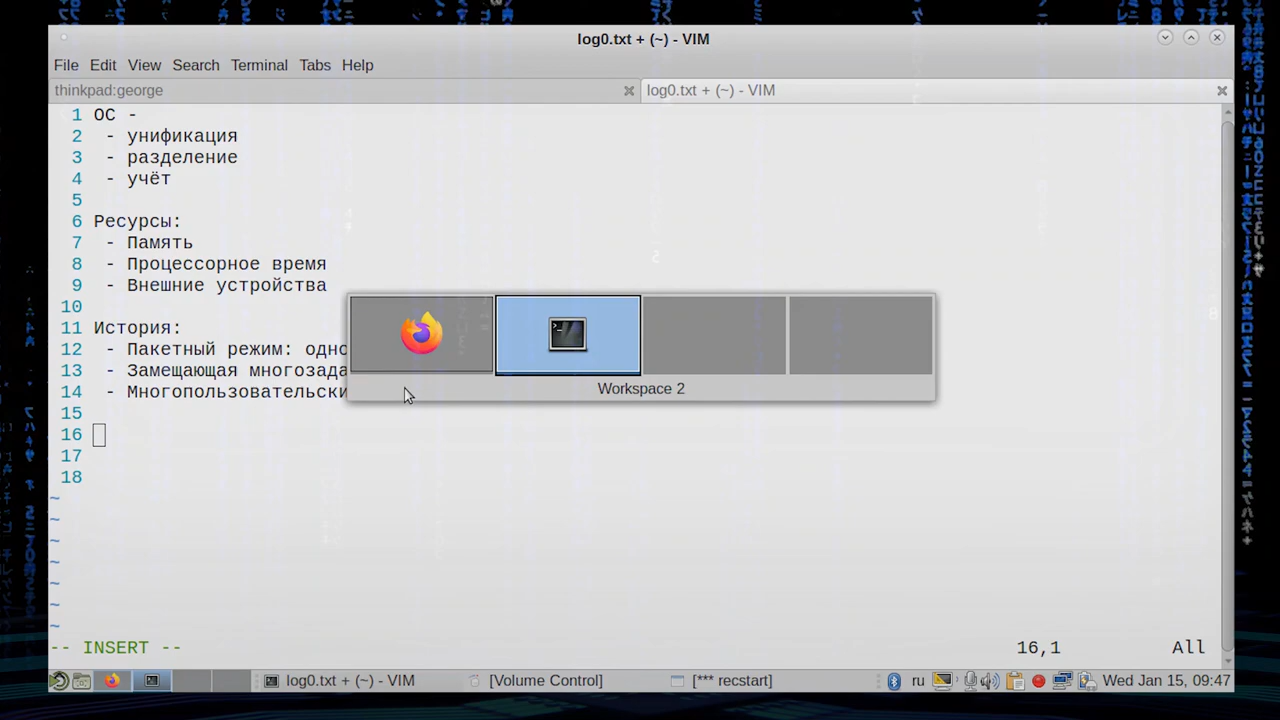 log0.txt + (~) - VIM
File Edit View Search Terminal Tabs Help
thinkpad:george
log0.txt + (~) - VIM
1 ОС -
2 - унификация
3 - разделение
4 - учёт
5
6 Ресурсы:
7 - Память
8 - Процессорное время
9 - Внешние устройства
10
11 История:
12 - Пакетный режим: одно
13 - Замещающая многозада
14 - Многопользовательски
15
16
17
18
~
~
~
~
~
~
~
Workspace 2
-- INSERT -- 16,1 All
log0.txt + (~) - VIM [Volume Control] [*** recstart] ru Wed Jan 15, 09:47